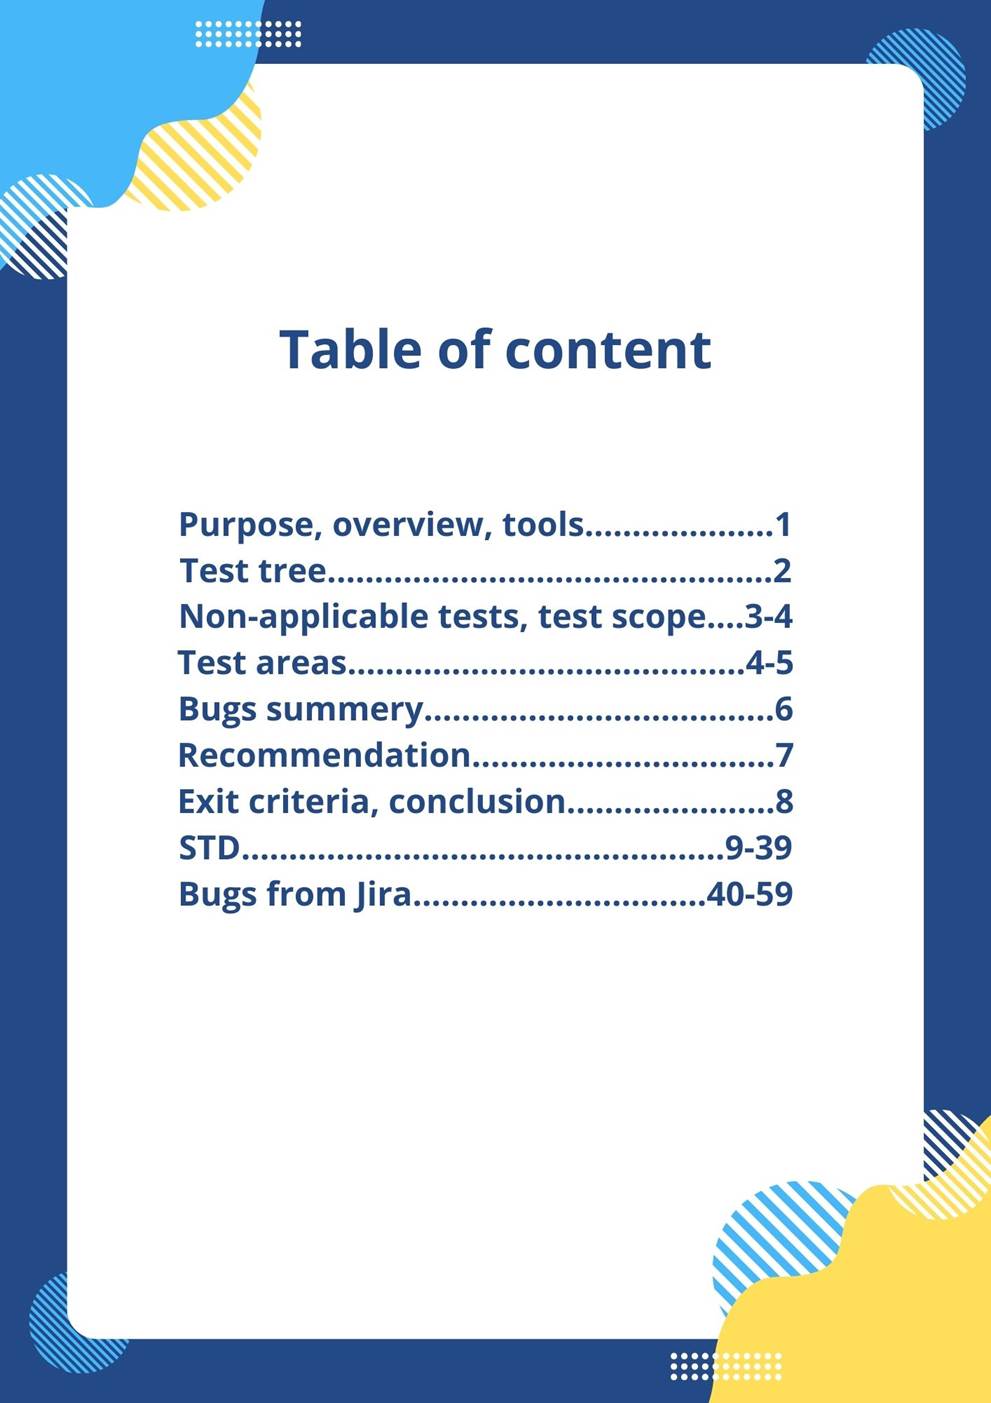 Table of content
Purpose, overview, tools....................1
Test tree...............................................2
Non-applicable tests, test scope....3-4
Test areas..........................................4-5
Bugs summery.....................................6
Recommendation................................7
Exit criteria, conclusion......................8
STD...................................................9-39
Bugs from Jira...............................40-59